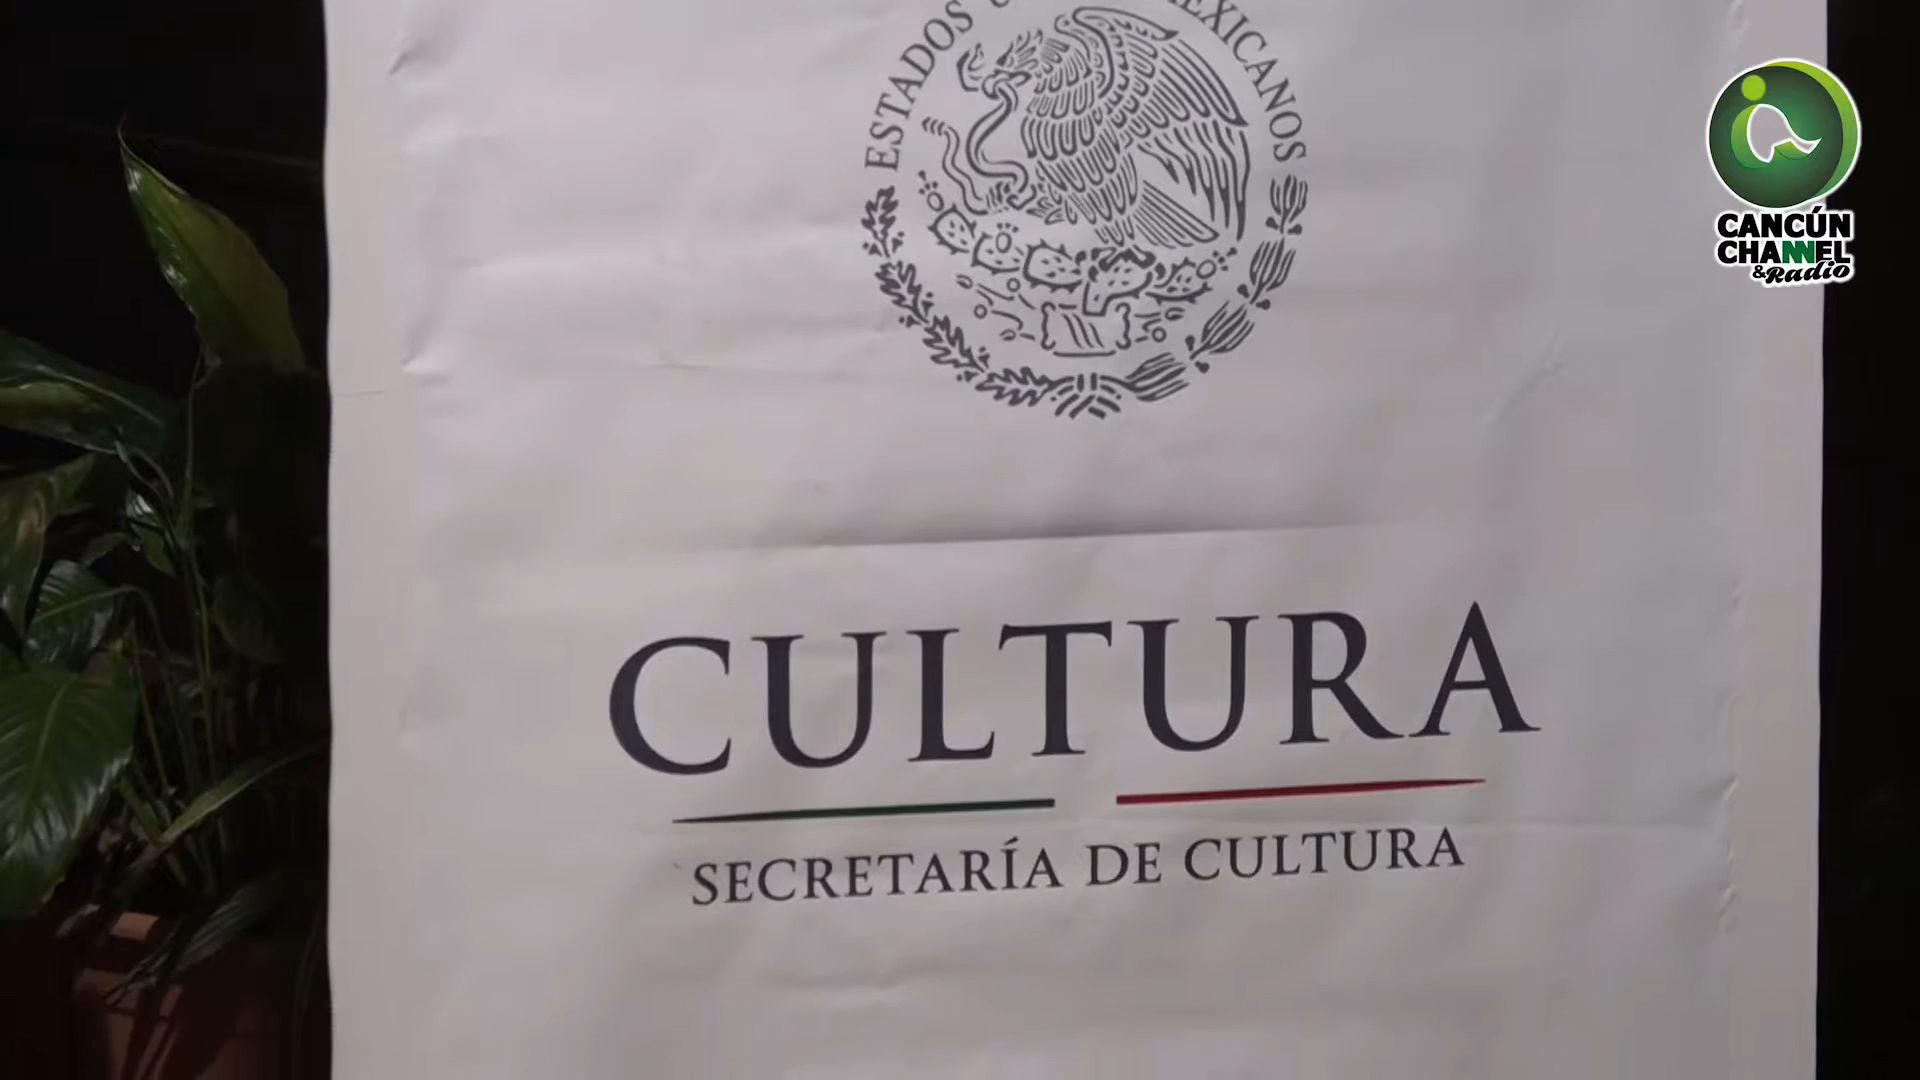 ESTADOS
MEXICANOS
CULTURA
SECRETARÍA DE CULTURA
CANCÚN
CHANNEL
&Radio